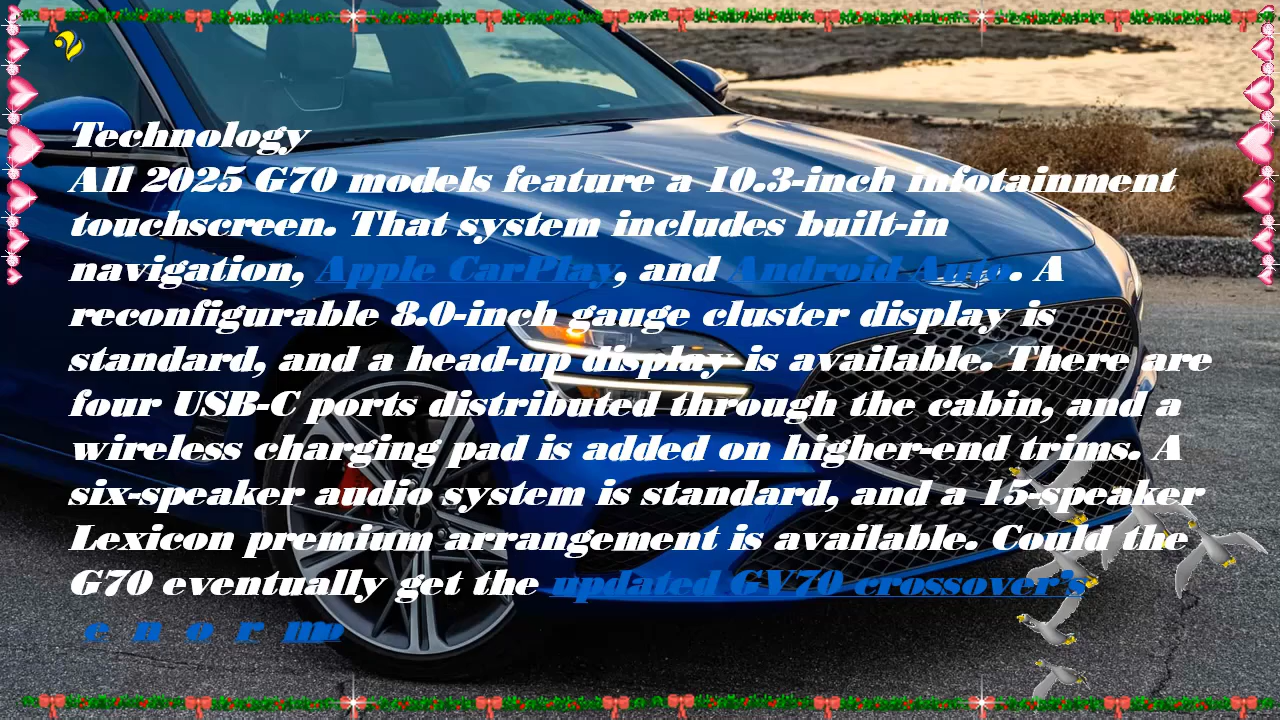 2
Technology
All 2025 G70 models feature a 10.3-inch infotainment
touchscreen. That system includes built-in
navigation, Apple CarPlay, and Android Auto. A
reconfigurable 8.0-inch gauge cluster display is
standard, and a head-up display is available. There are
four USB-C ports distributed through the cabin, and a
wireless charging pad is added on higher-end trims. A
six-speaker audio system is standard, and a 15-speaker
Lexicon premium arrangement is available. Could the
G70 eventually get the updated GV70 crossover's
e n o r m